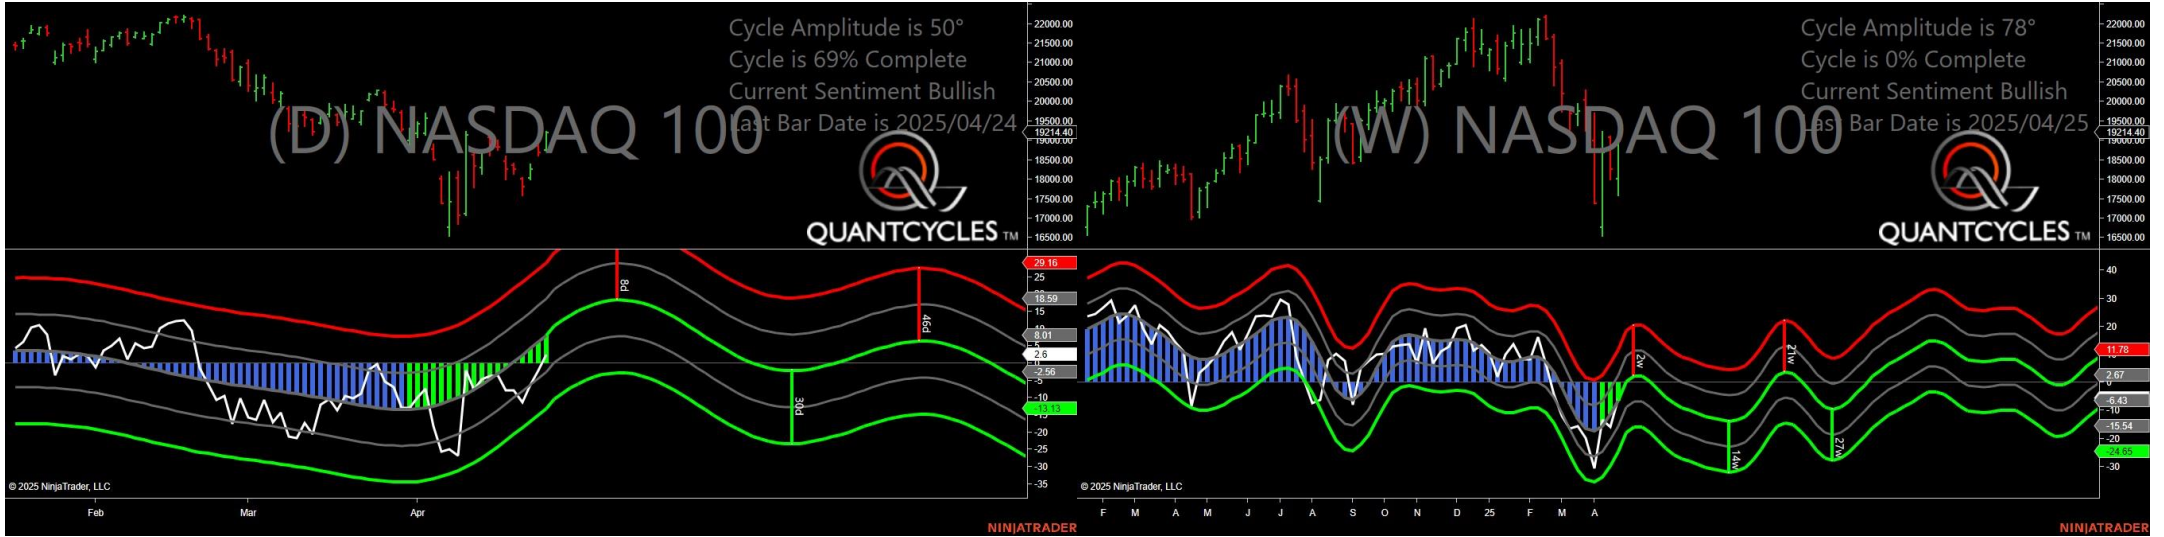 Cycle Amplitude is 50°
Cycle is 69% Complete
Current Sentiment Bullish
Last Bar Date is 2025/04/24
(D) NASDAQ 100
QUANTCYCLES TM
22000.00
21500.00
21000.00
20500.00
20000.00
19500.00
19214.40
19000.00
18500.00
18000.00
17500.00
17000.00
16500.00
29.16
25
18.59
15
8.01
2.6
-2.56
-5
-10
-13.13
-15
-20
-25
-30
-35
8d
30d
46d
© 2025 NinjaTrader, LLC
Feb Mar Apr
NINJATRADER
Cycle Amplitude is 78°
Cycle is 0% Complete
Current Sentiment Bullish
Last Bar Date is 2025/04/25
(W) NASDAQ 100
QUANTCYCLES TM
22000.00
21500.00
21000.00
20500.00
20000.00
19500.00
19214.40
19000.00
18500.00
18000.00
17500.00
17000.00
16500.00
40
30
20
11.78
2.67
0
-6.43
-10
-15.54
-20
-24.65
-30
2w
14w
21w
27w
© 2025 NinjaTrader, LLC
F M A M J J A S O N D 25 F M A
NINJATRADER